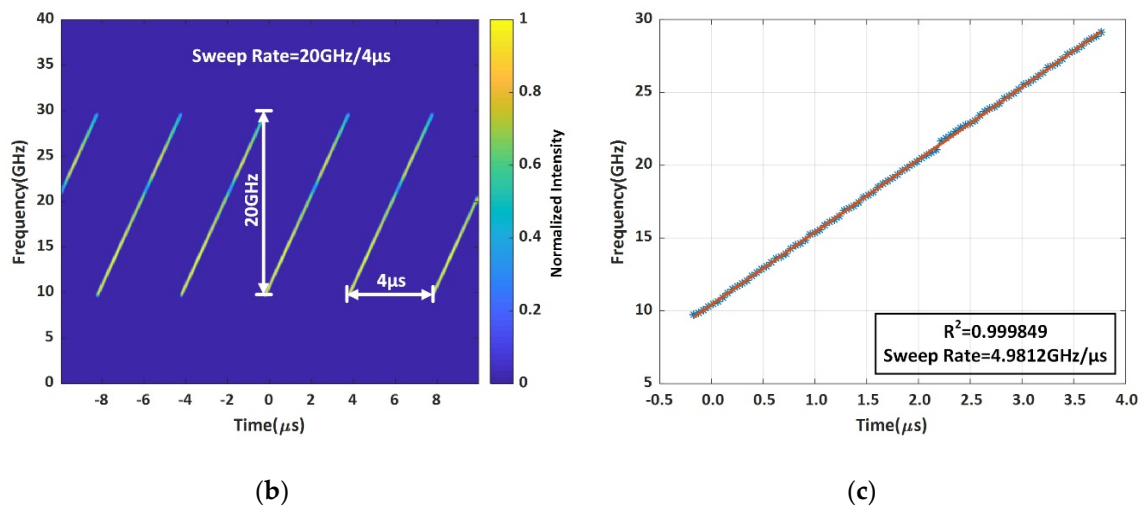 40
35
30
25
20
15
10
5
0
Frequency(GHz)
Sweep Rate=20GHz/4μs
20GHz
4μs
-8 -6 -4 -2 0 2 4 6 8
Time(μs)
1
0.8
0.6
0.4
0.2
0
Normalized Intensity
(b)
30
25
20
15
10
5
Frequency(GHz)
R²=0.999849
Sweep Rate=4.9812GHz/μs
-0.5 0.0 0.5 1.0 1.5 2.0 2.5 3.0 3.5 4.0
Time(μs)
(c)